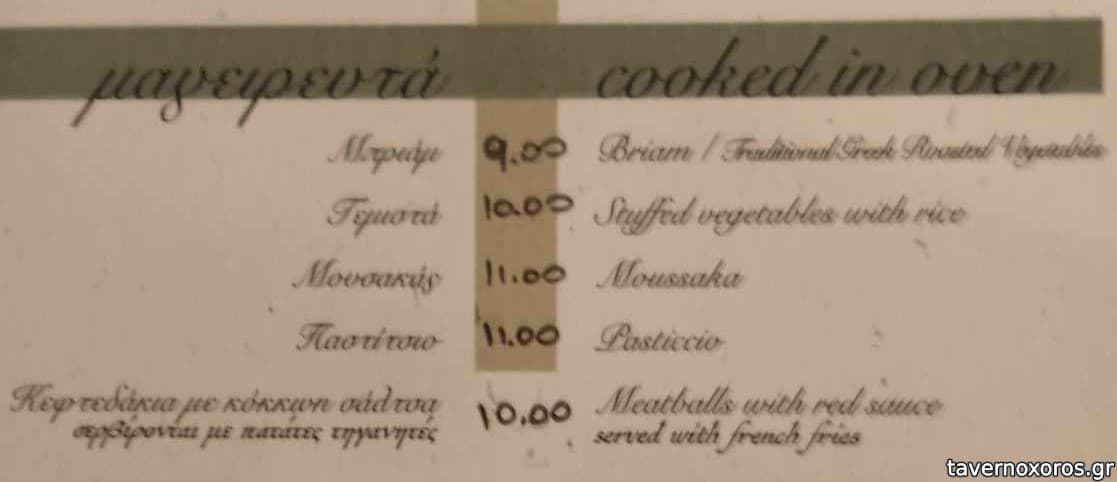 μαγειρευτά cooked in oven
Μπριάμ 9.00 Briam / Traditional Greek Roasted Vegetables
Γεμιστά 10.00 Stuffed vegetables with rice
Μουσακάς 11.00 Moussaka
Παστίτσιο 11.00 Pasticcio
Κεφτεδάκια με κόκκινη σάλτσα 10.00 Meatballs with red sauce
σερβίρονται με πατάτες τηγανητές served with french fries
tavernoxoros.gr